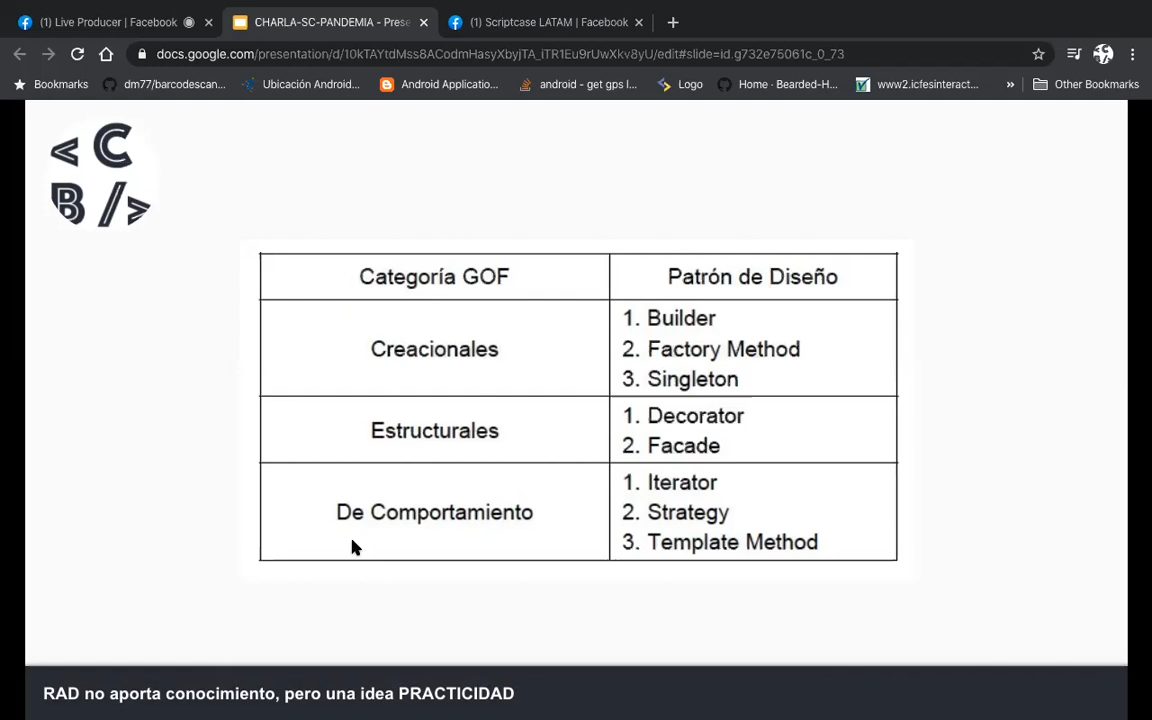 (1) Live Producer | Facebook
CHARLA-SC-PANDEMIA - Prese
(1) Scriptcase LATAM | Facebook
docs.google.com/presentation/d/10kTAYtdMss8ACodmHasyXbyjTA_iTR1Eu9rUwXkv8yU/edit#slide=id.g732e75061c_0_73
Bookmarks
dm77/barcodescan...
Ubicación Android...
Android Applicatio...
android - get gps l...
Logo
Home · Bearded-H...
www2.icfesinteract...
»
Other Bookmarks
< C
B />
Categoría GOF
Patrón de Diseño
Creacionales
1. Builder
2. Factory Method
3. Singleton
Estructurales
1. Decorator
2. Facade
De Comportamiento
1. Iterator
2. Strategy
3. Template Method
RAD no aporta conocimiento, pero una idea PRACTICIDAD